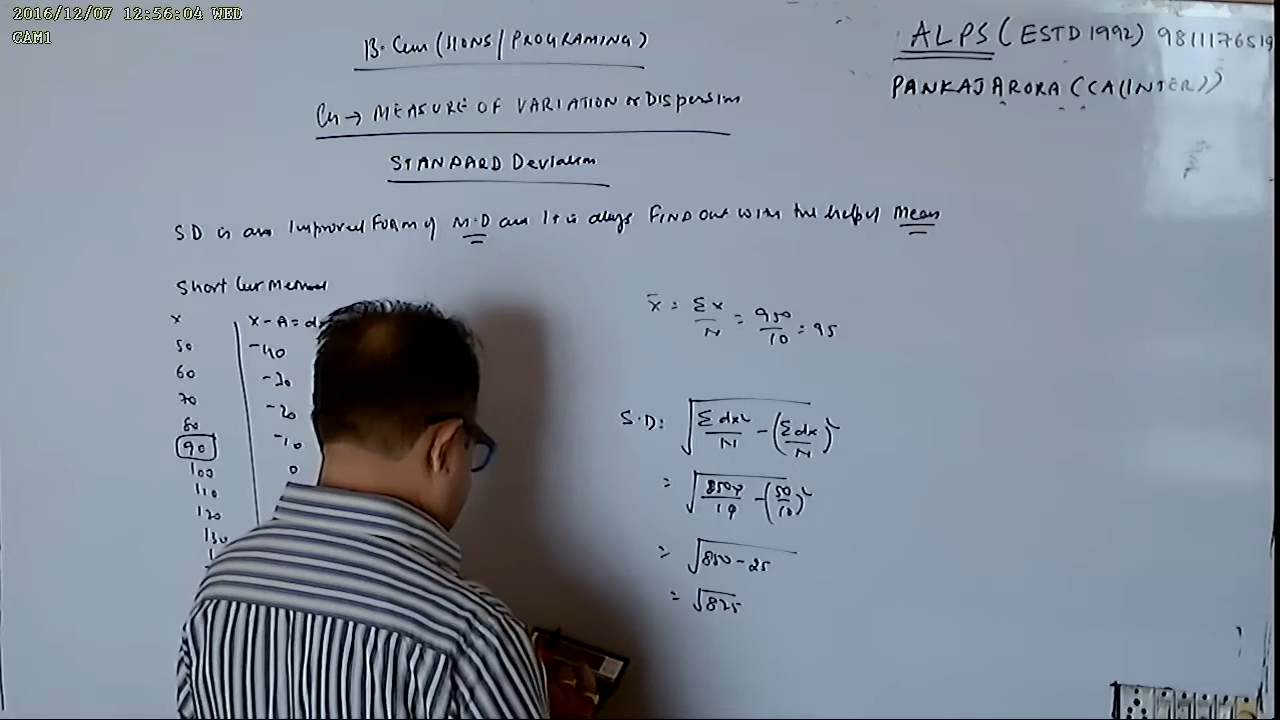 2016/12/07 12:56:04 WED
CAM1
B. Com (HONS / PROGRAMING)
ALPS (ESTD 1992) 9811176519
PANKAJ ARORA (CA(INTER))
Ch → MEASURE OF VARIATION or Dispersion
STANDARD Deviation
SD is an Improved Form of M.D and It is always FIND out with the help of Mean
Short Cut Method
x | x - A = d
50 | -40
60 | -30
70 | -20
80 | -10
90 | 0
100
110
120
130
x̄ = Σx/N = 950/10 = 95
S.D: √(Σdx²/N - (Σdx/N)²)
= √(8500/10 - (50/10)²)
= √850 - 25
= √825